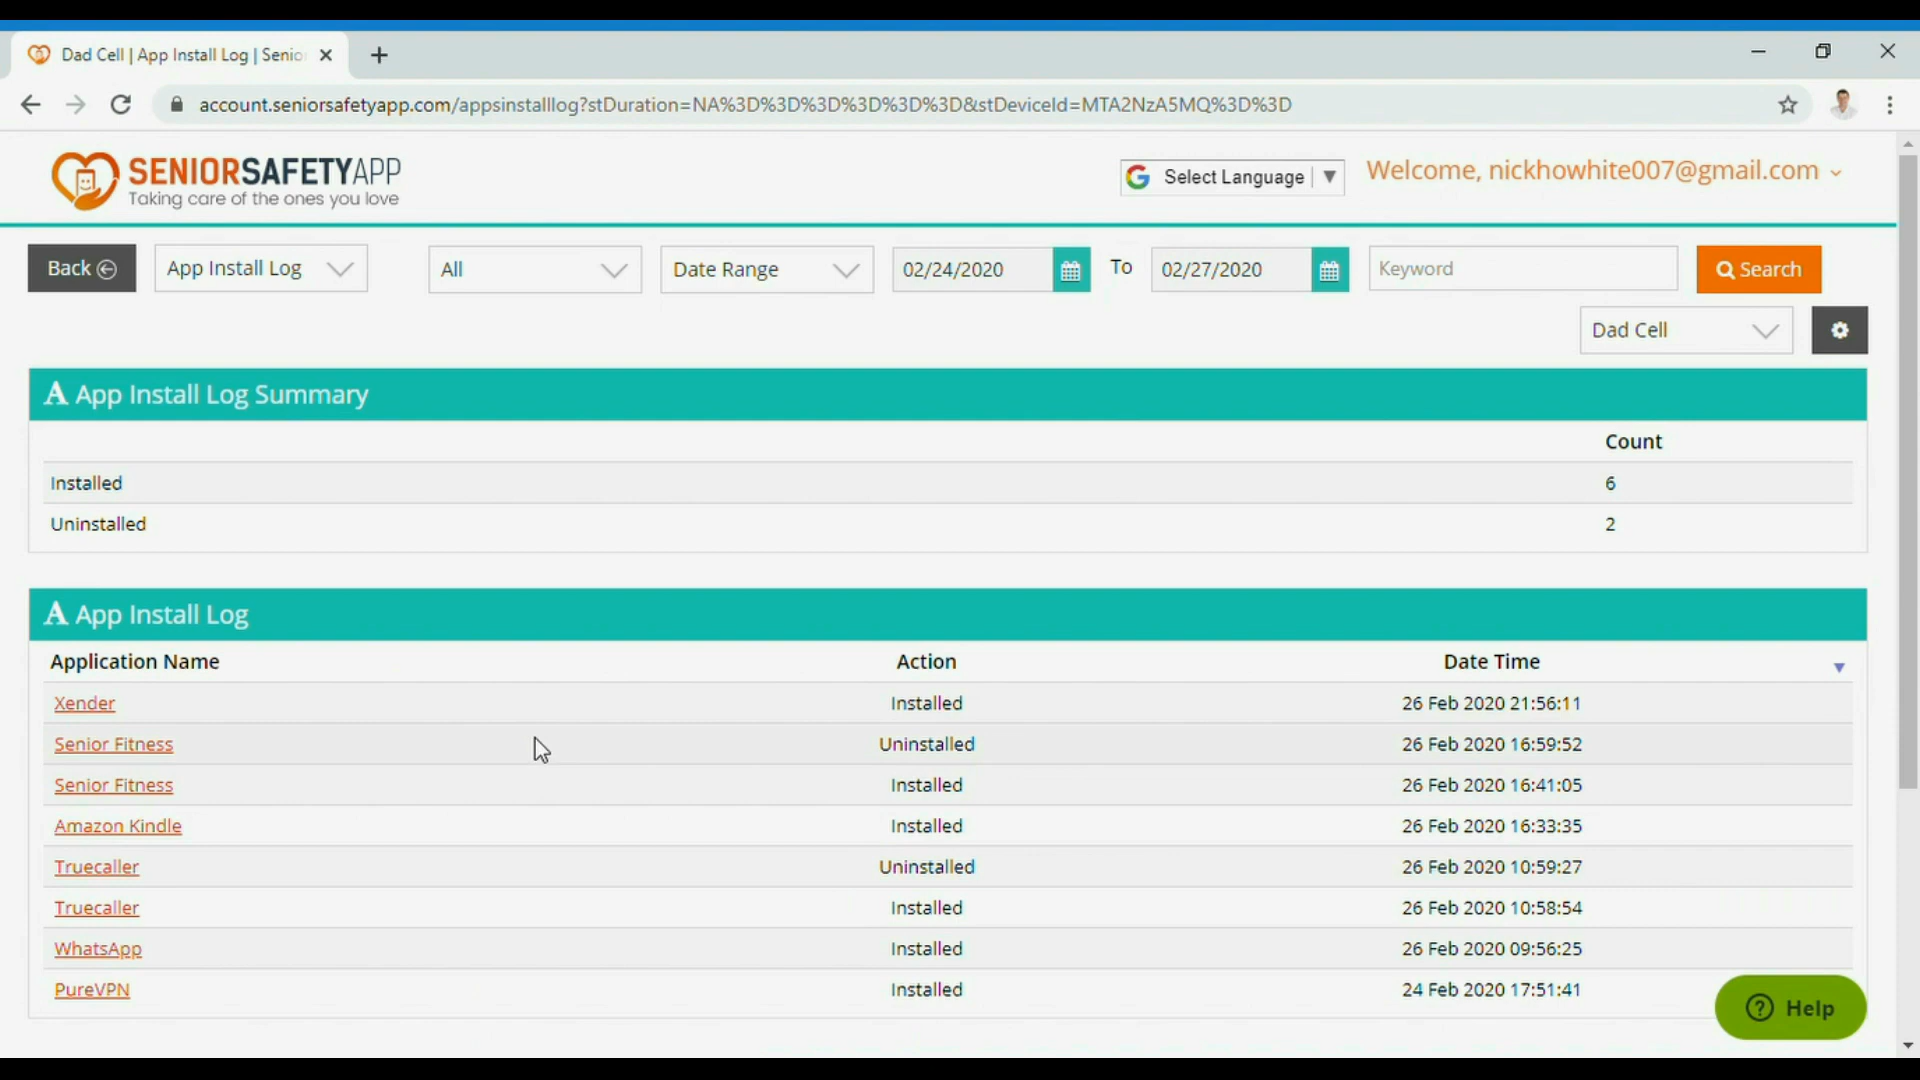 Dad Cell | App Install Log | Senio
account.seniorsafetyapp.com/appsinstalllog?stDuration=NA%3D%3D%3D%3D%3D%3D&stDeviceId=MTA2NzA5MQ%3D%3D
SENIORSAFETYAPP
Taking care of the ones you love
Select Language ▼
Welcome, nickhowhite007@gmail.com
Back
App Install Log
All
Date Range
02/24/2020
To
02/27/2020
Keyword
Search
Dad Cell
A App Install Log Summary
Count
Installed 6
Uninstalled 2
A App Install Log
Application Name Action Date Time
Xender Installed 26 Feb 2020 21:56:11
Senior Fitness Uninstalled 26 Feb 2020 16:59:52
Senior Fitness Installed 26 Feb 2020 16:41:05
Amazon Kindle Installed 26 Feb 2020 16:33:35
Truecaller Uninstalled 26 Feb 2020 10:59:27
Truecaller Installed 26 Feb 2020 10:58:54
WhatsApp Installed 26 Feb 2020 09:56:25
PureVPN Installed 24 Feb 2020 17:51:41
Help